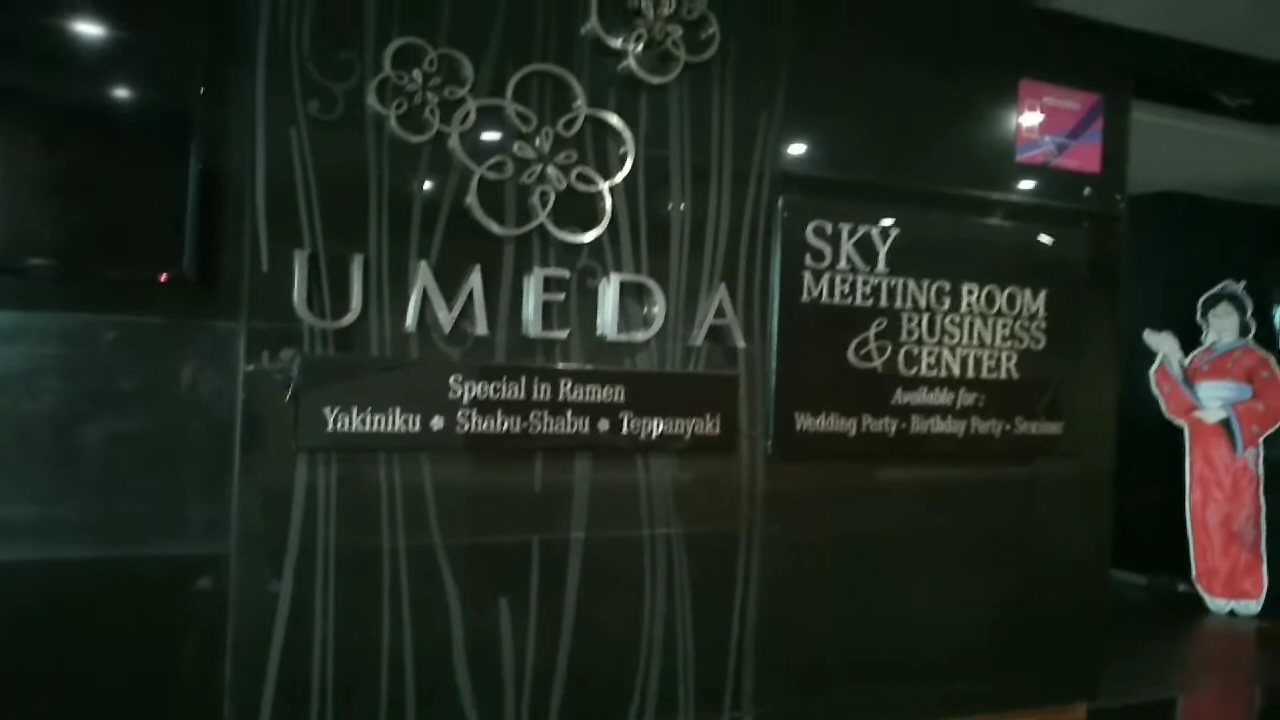 UMEDA
Special in Ramen
Yakiniku • Shabu-Shabu • Teppanyaki
SKY
MEETING ROOM
& BUSINESS
CENTER
Available for :
Wedding Party - Birthday Party - Seminar